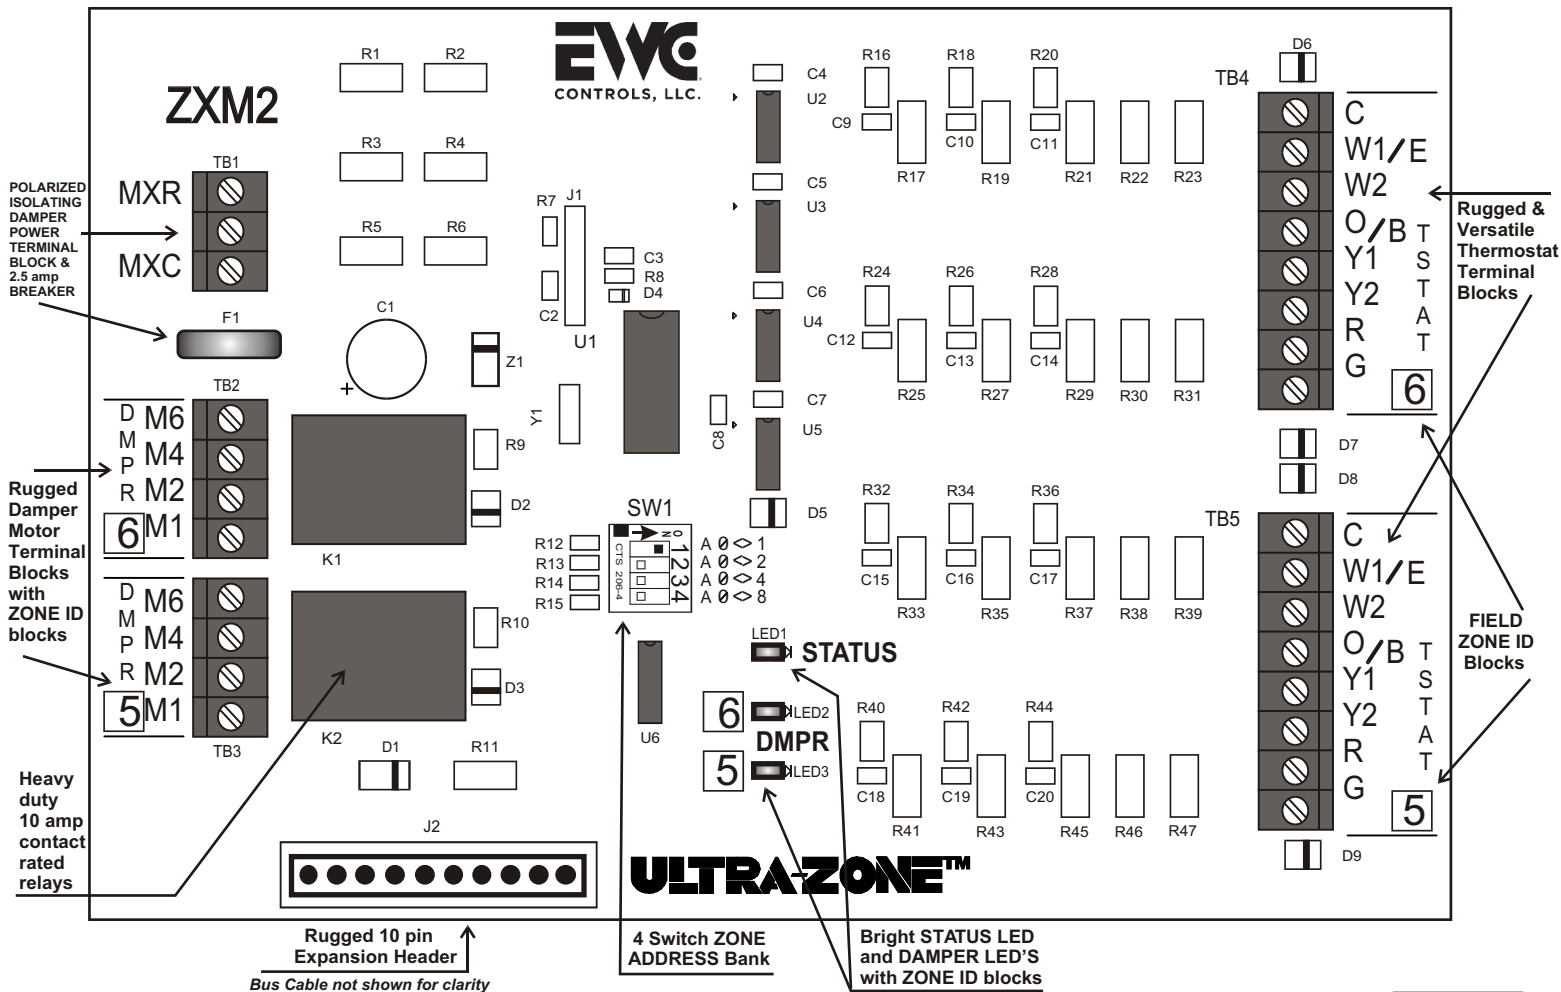 EWC
CONTROLS, LLC.
ZXM2
TB1
MXR
MXC
POLARIZED
ISOLATING
DAMPER
POWER
TERMINAL
BLOCK &
2.5 amp
BREAKER
F1
R1
R2
R3
R4
R5
R6
C1
+
Z1
R7
J1
C2
C3
R8
D4
U1
Y1
C8
C4
U2
C5
U3
C6
U4
C7
U5
D5
TB2
DMPR
M6
M4
M2
M1
6
K1
R9
D2
Rugged
Damper
Motor
Terminal
Blocks
with
ZONE ID
blocks
DMPR
M6
M4
M2
M1
5
TB3
K2
R10
D3
D1
R11
Heavy
duty
10 amp
contact
rated
relays
J2
Rugged 10 pin
Expansion Header
Bus Cable not shown for clarity
SW1
R12
R13
R14
R15
CTS 206-4
ON
1 A 0<>1
2 A 0<>2
3 A 0<>4
4 A 0<>8
U6
4 Switch ZONE
ADDRESS Bank
LED1
STATUS
6
LED2
DMPR
5
LED3
Bright STATUS LED
and DAMPER LED'S
with ZONE ID blocks
ULTRA-ZONE™
R16
R18
R20
C9
C10
C11
R17
R19
R21
R22
R23
R24
R26
R28
C12
C13
C14
R25
R27
R29
R30
R31
R32
R34
R36
C15
C16
C17
R33
R35
R37
R38
R39
R40
R42
R44
C18
C19
C20
R41
R43
R45
R46
R47
D6
TB4
C
W1/E
W2
O/B
Y1
Y2
R
G
TSTAT
6
D7
D8
Rugged &
Versatile
Thermostat
Terminal
Blocks
TB5
C
W1/E
W2
O/B
Y1
Y2
R
G
TSTAT
5
D9
FIELD
ZONE ID
Blocks